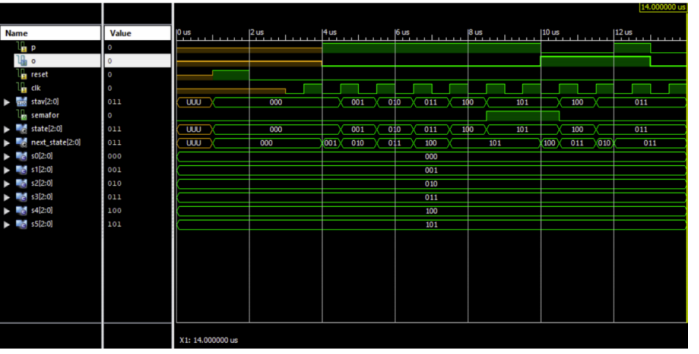 14.000000 us
Name Value
0 us 2 us 4 us 6 us 8 us 10 us 12 us
p 0
o 0
reset 0
clk 0
stav[2:0] 011 UUU 000 001 010 011 100 101 100 011
semafor 0
state[2:0] 011 UUU 000 001 010 011 100 101 100 011
next_state[2:0] 011 UUU 000 001 010 011 100 101 100 011 010 011
s0[2:0] 000 000
s1[2:0] 001 001
s2[2:0] 010 010
s3[2:0] 011 011
s4[2:0] 100 100
s5[2:0] 101 101
X1: 14.000000 us